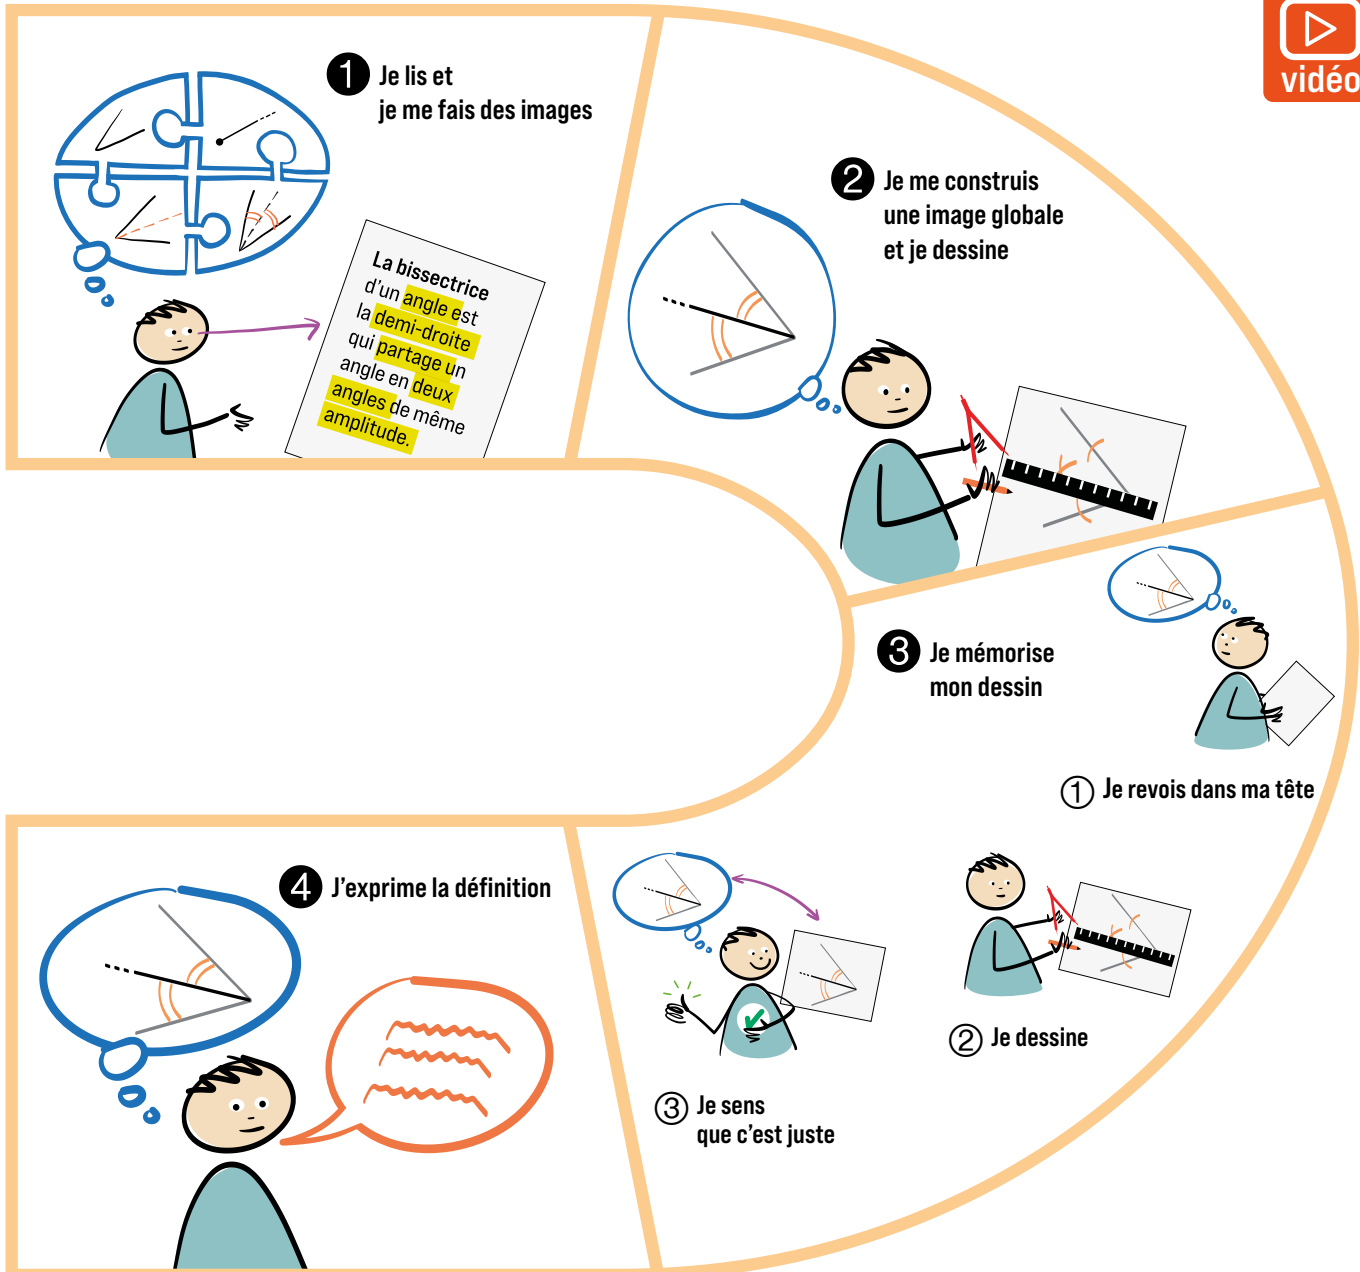 vidéo
1 Je lis et
je me fais des images
La bissectrice
d'un angle est
la demi-droite
qui partage un
angle en deux
angles de même
amplitude.
2 Je me construis
une image globale
et je dessine
3 Je mémorise
mon dessin
1 Je revois dans ma tête
2 Je dessine
3 Je sens
que c'est juste
4 J'exprime la définition